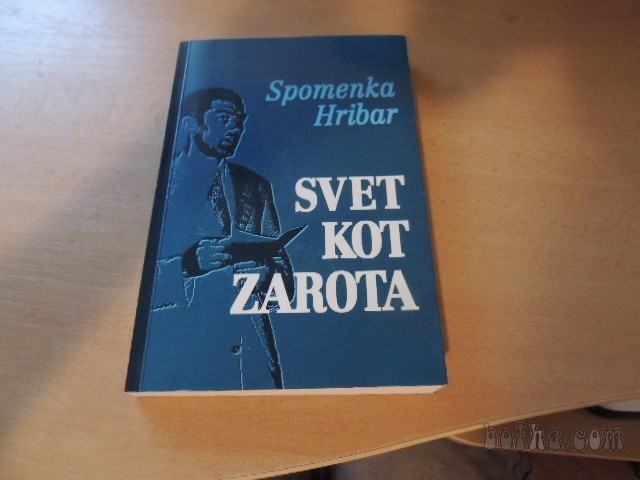 Spomenka
Hribar
SVET
KOT
ZAROTA
bolha.com